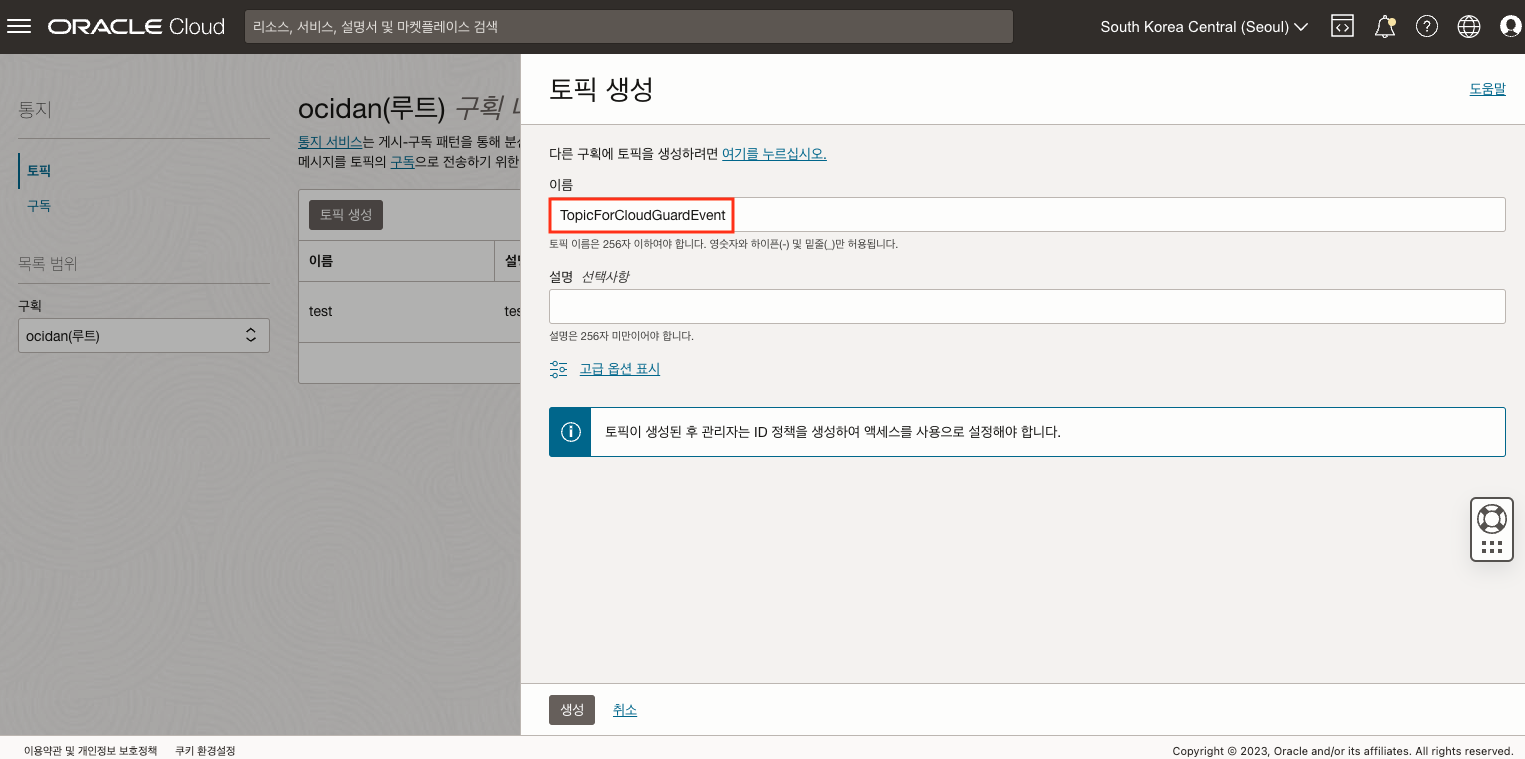 ORACLE Cloud
리소스, 서비스, 설명서 및 마켓플레이스 검색
South Korea Central (Seoul)
통지
토픽
구독
목록 범위
구획
ocidan(루트)
ocidan(루트) 구획
통지 서비스는 게시-구독 패턴을 통해
메시지를 토픽의 구독으로 전송하기 위한
토픽 생성
이름
test
토픽 생성
도움말
다른 구획에 토픽을 생성하려면 여기를 누르십시오.
이름
TopicForCloudGuardEvent
토픽 이름은 256자 이하여야 합니다. 영숫자와 하이픈(-) 및 밑줄(_)만 허용됩니다.
설명 선택사항
설명은 256자 미만이어야 합니다.
고급 옵션 표시
토픽이 생성된 후 관리자는 ID 정책을 생성하여 액세스를 사용으로 설정해야 합니다.
생성 취소
이용약관 및 개인정보 보호정책 쿠키 환경설정
Copyright © 2023, Oracle and/or its affiliates. All rights reserved.